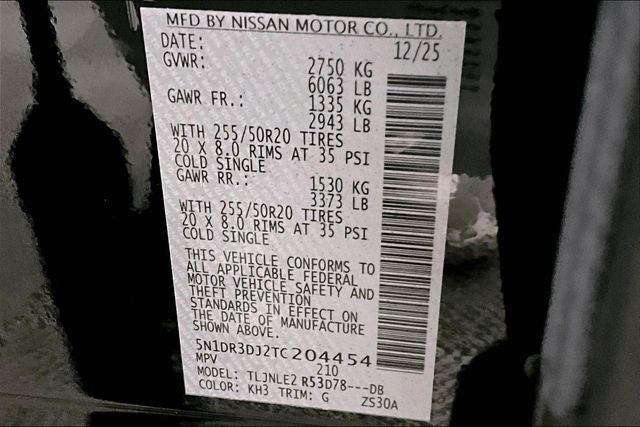 MFD BY NISSAN MOTOR CO., LTD.
DATE: 12/25
GVWR: 2750 KG
6063 LB
GAWR FR.: 1335 KG
2943 LB
WITH 255/50R20 TIRES
20 X 8.0 RIMS AT 35 PSI
COLD SINGLE
GAWR RR.: 1530 KG
3373 LB
WITH 255/50R20 TIRES
20 X 8.0 RIMS AT 35 PSI
COLD SINGLE
THIS VEHICLE CONFORMS TO
ALL APPLICABLE FEDERAL
MOTOR VEHICLE SAFETY AND
THEFT PREVENTION
STANDARDS IN EFFECT ON
THE DATE OF MANUFACTURE
SHOWN ABOVE.
5N1DR3DJ2TC204454
MPV 210
MODEL: TLJNLE2 R53D78---DB
COLOR: KH3 TRIM: G ZS30A